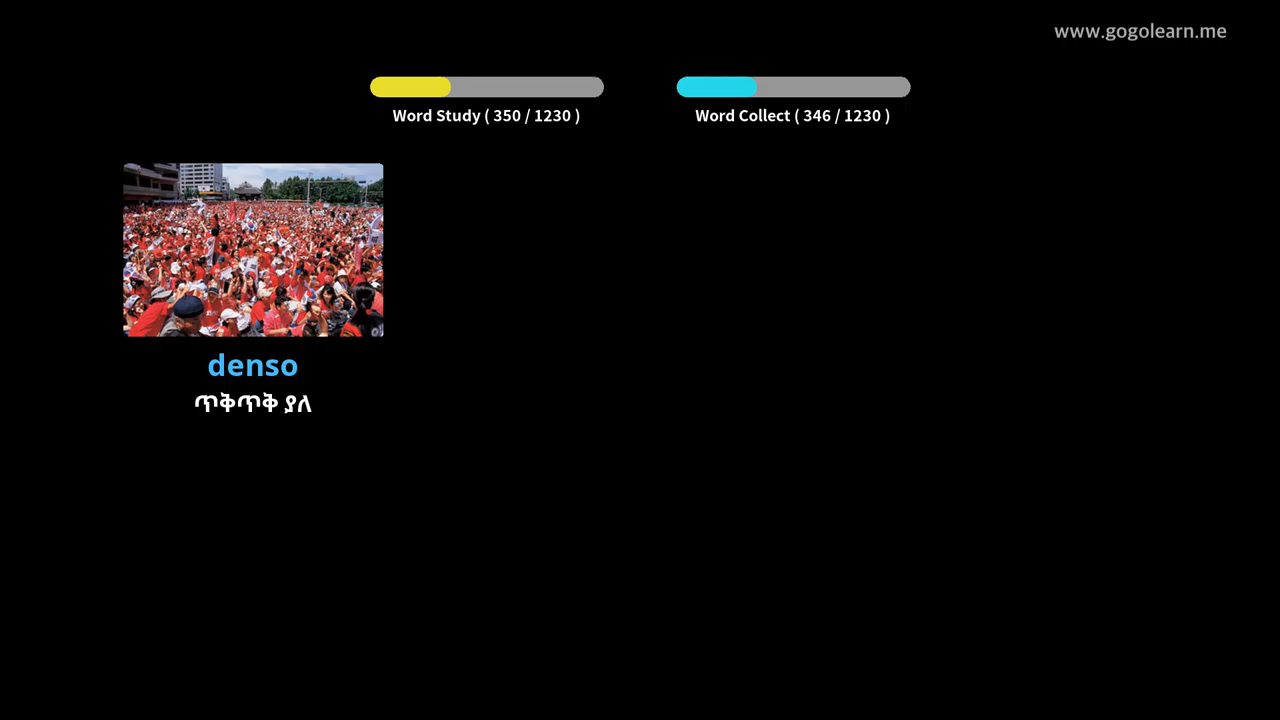 www.gogolearn.me
Word Study ( 350 / 1230 )
Word Collect ( 346 / 1230 )
denso
ጥቅጥቅ ያለ